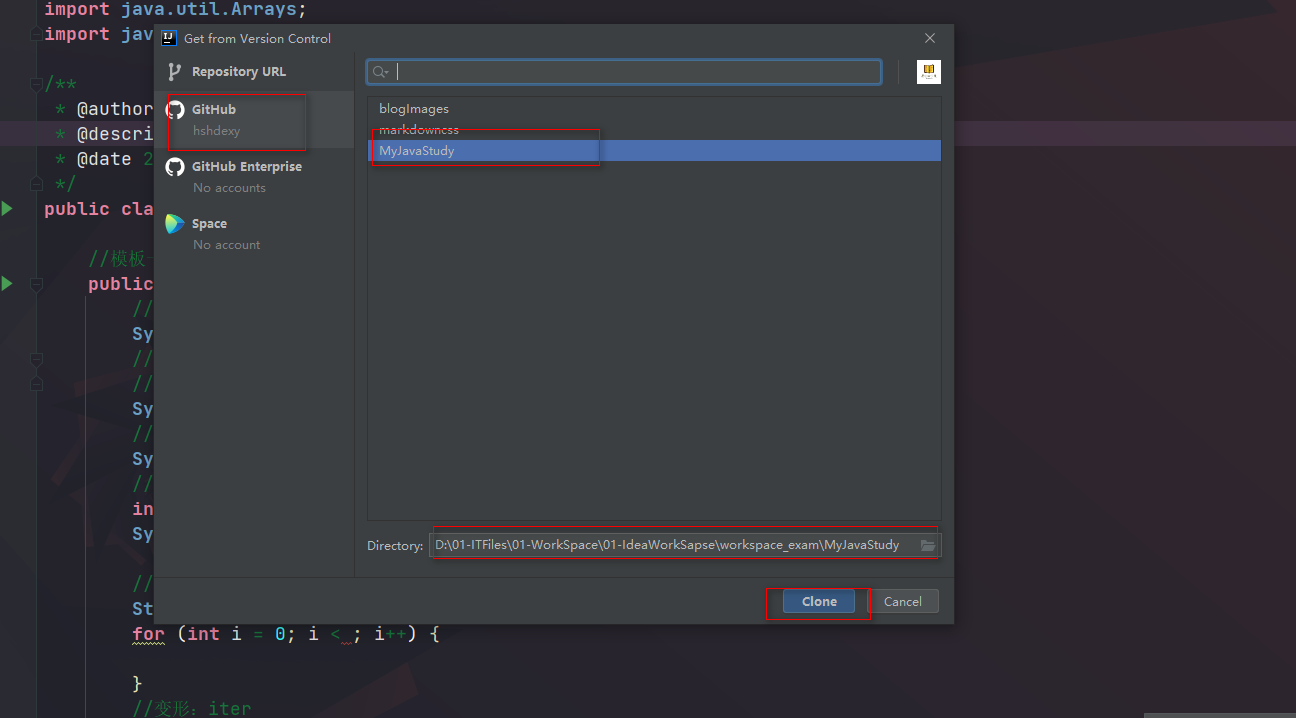 import java.util.Arrays;
import jav
Get from Version Control
Repository URL
GitHub
hshdexy
GitHub Enterprise
No accounts
Space
No account
blogImages
markdowncss
MyJavaStudy
Directory: D:\01-ITFiles\01-WorkSpace\01-IdeaWorkSapse\workspace_exam\MyJavaStudy
Clone Cancel
/**
* @author
* @descri
* @date 2
*/
public cla
//模板
public
//
Sy
//
//
Sy
//
Sy
//
in
Sy
//
St
for (int i = 0; i < ; i++) {
}
//变形: iter